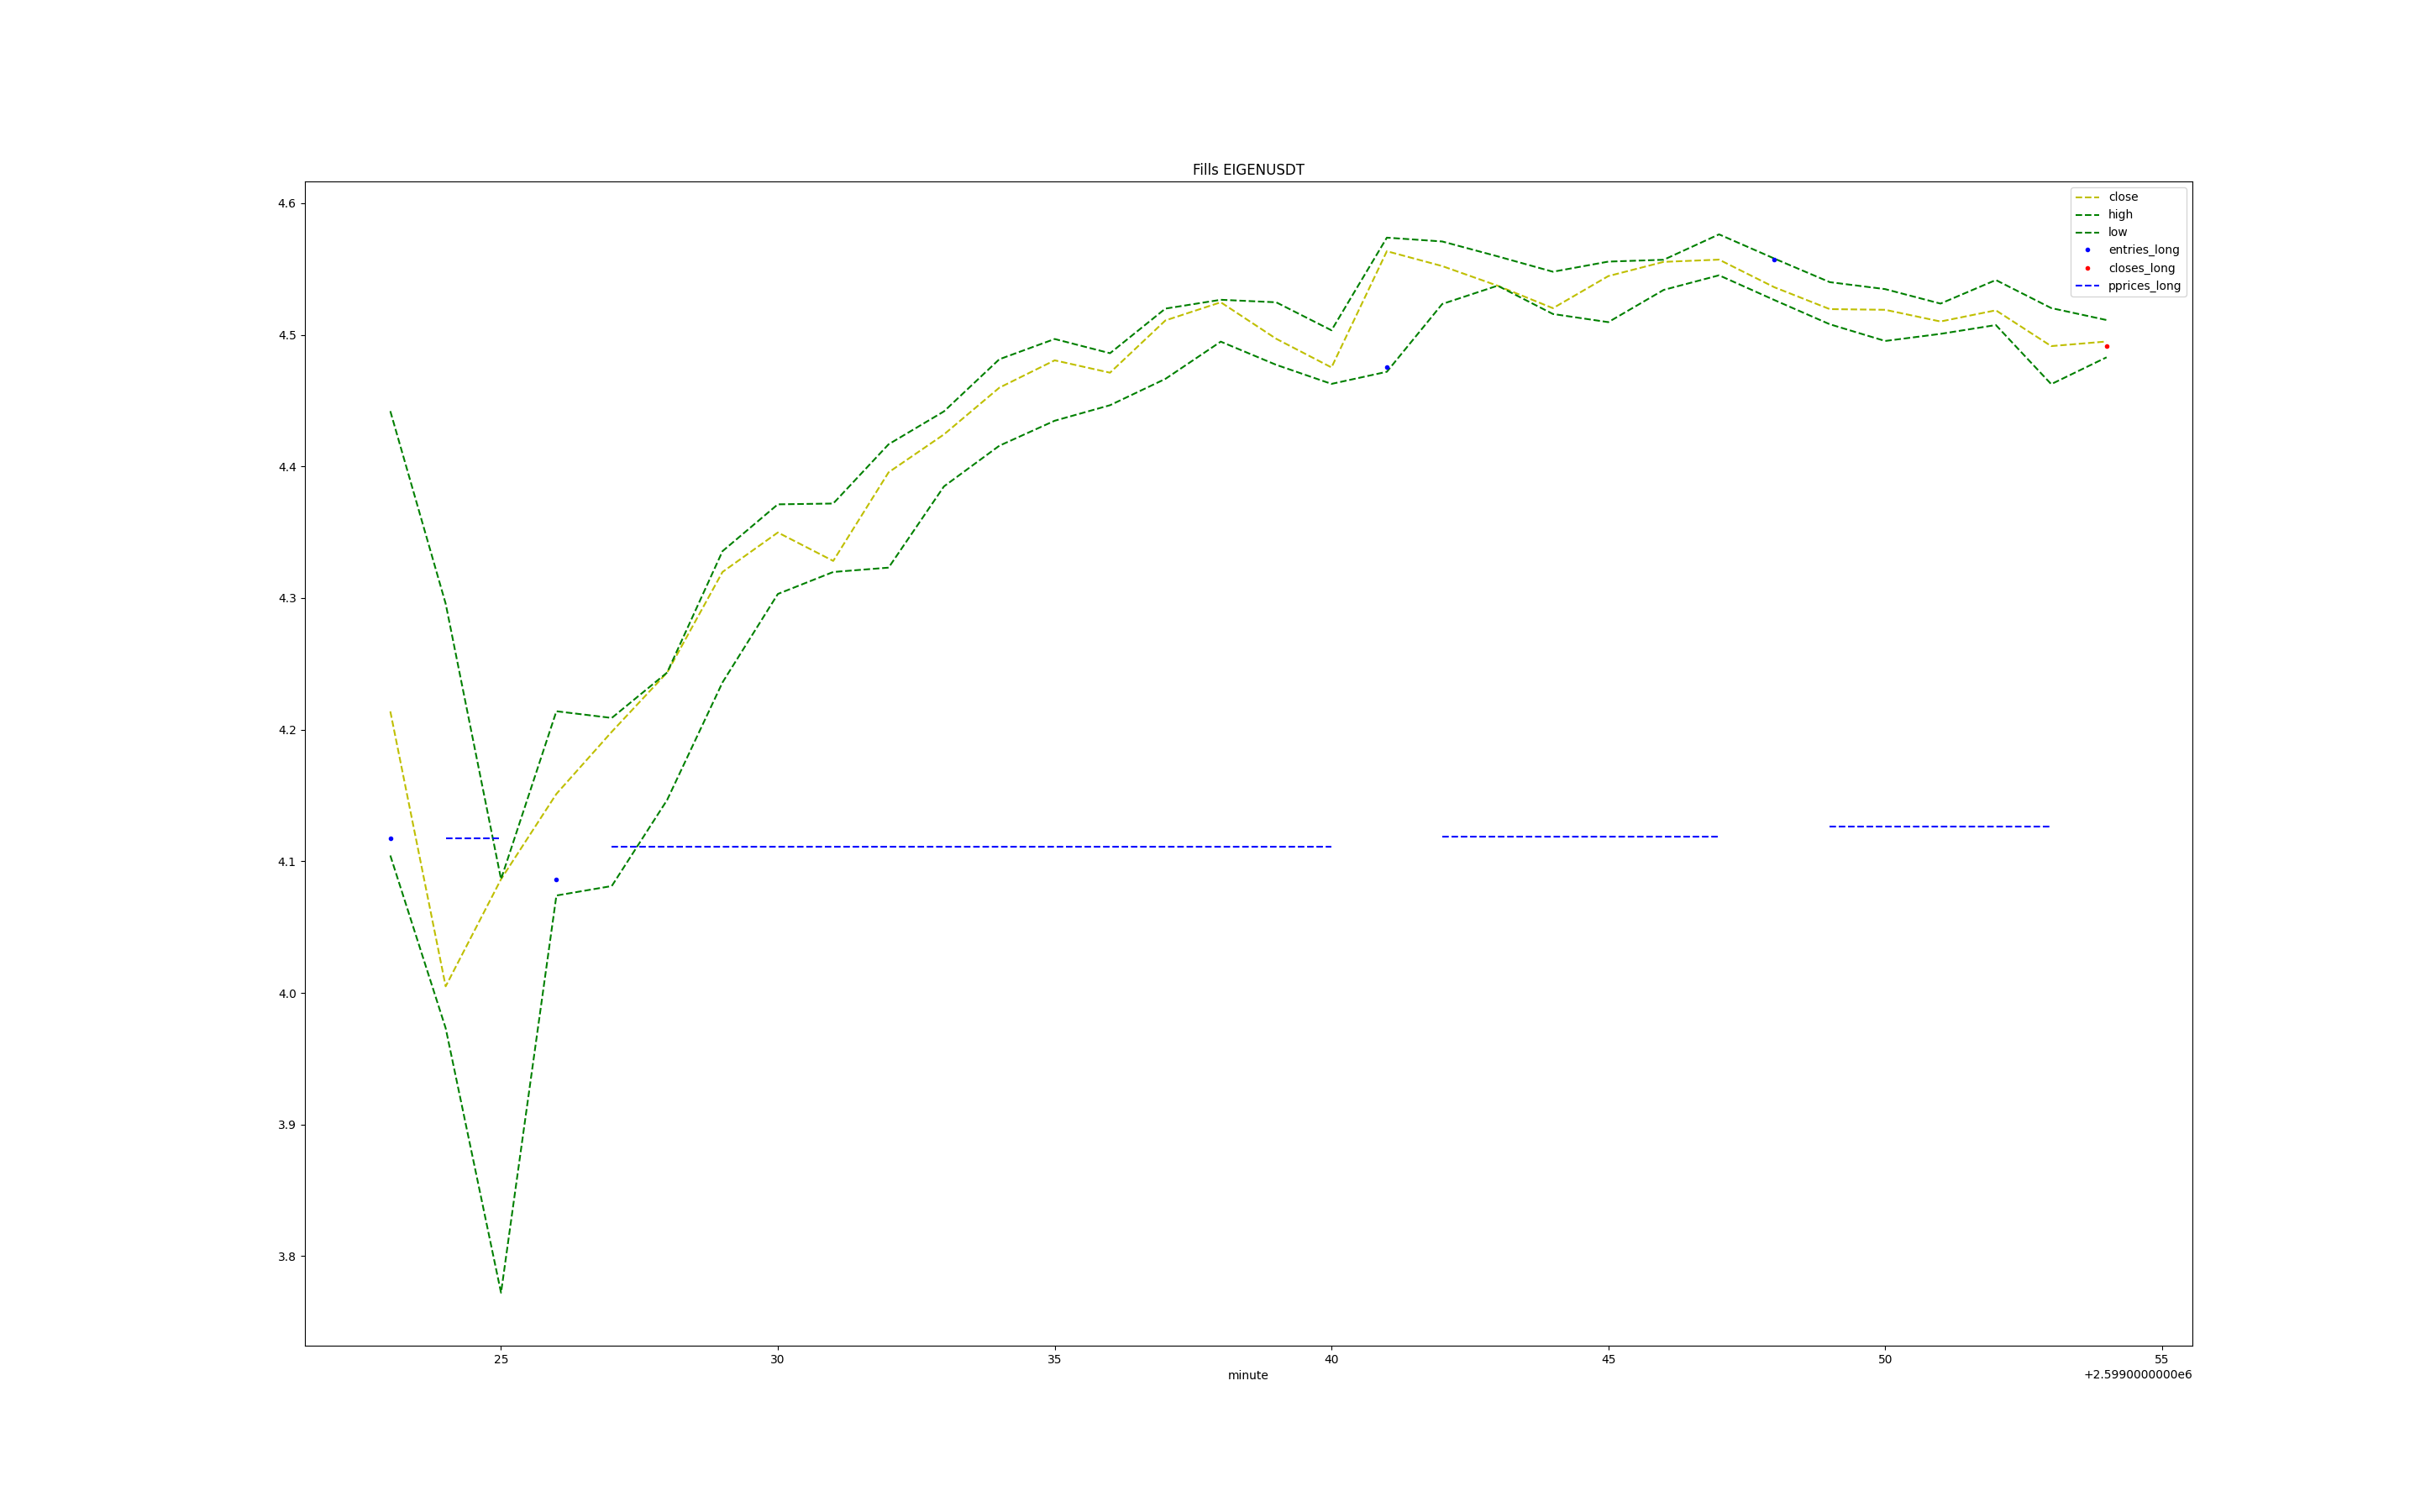 Fills EIGENUSDT
close
high
low
entries_long
closes_long
pprices_long
4.6
4.5
4.4
4.3
4.2
4.1
4.0
3.9
3.8
25
30
35
40
45
50
55
minute
+2.5990000000e6